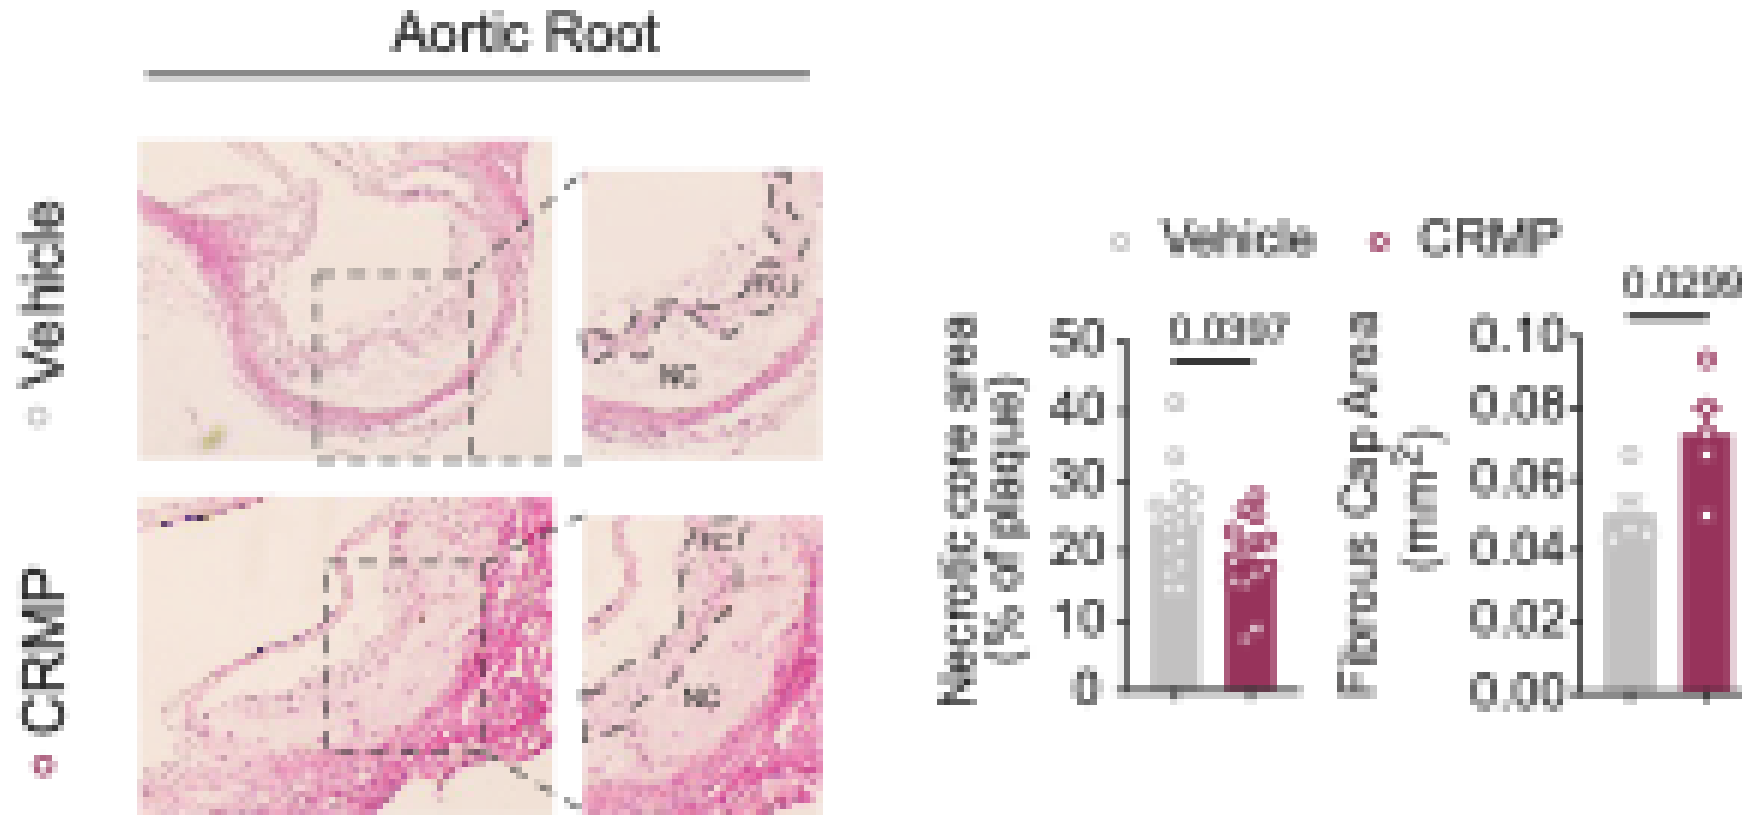 Aortic Root
Vehicle
CRMP
NC
NC
Vehicle
CRMP
Necrotic core area
(% of plaque)
50
40
30
20
10
0
0.0397
Fibrous Cap Area
(mm²)
0.10
0.08
0.06
0.04
0.02
0.00
0.0299